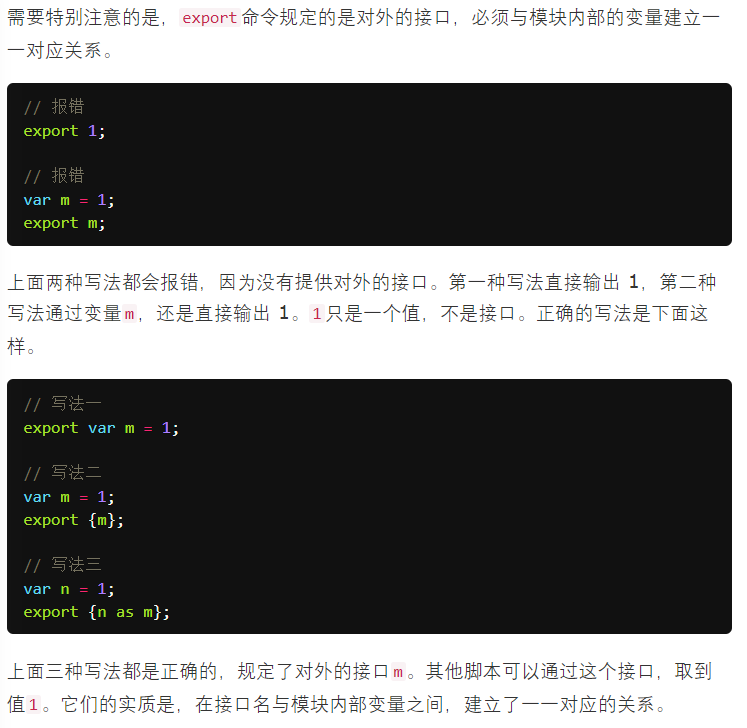 需要特别注意的是，export命令规定的是对外的接口，必须与模块内部的变量建立一
一对应关系。
// 报错
export 1;
// 报错
var m = 1;
export m;
上面两种写法都会报错，因为没有提供对外的接口。第一种写法直接输出 1，第二种
写法通过变量m，还是直接输出 1。1只是一个值，不是接口。正确的写法是下面这
样。
// 写法一
export var m = 1;
// 写法二
var m = 1;
export {m};
// 写法三
var n = 1;
export {n as m};
上面三种写法都是正确的，规定了对外的接口m。其他脚本可以通过这个接口，取到
值1。它们的实质是，在接口名与模块内部变量之间，建立了一一对应的关系。